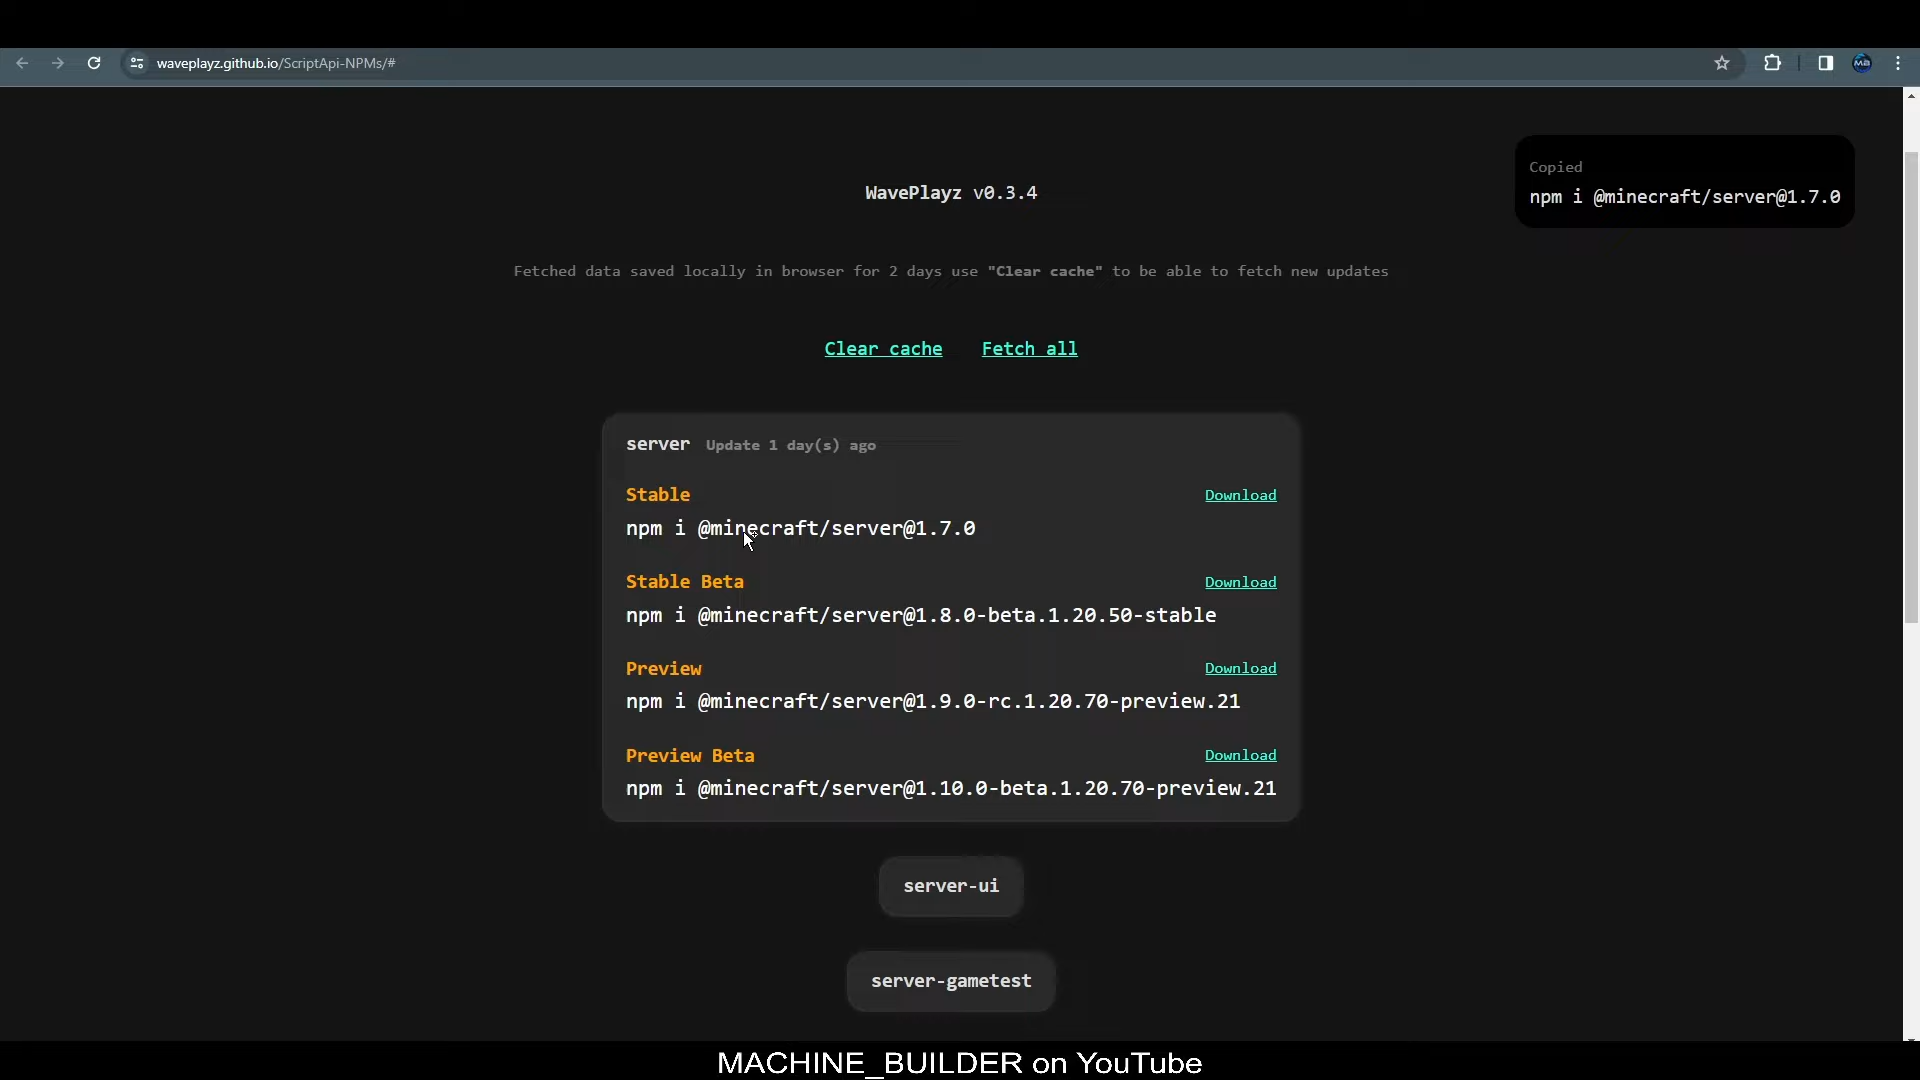 waveplayz.github.io/ScriptApi-NPMs/#
Copied
npm i @minecraft/server@1.7.0
WavePlayz v0.3.4
Fetched data saved locally in browser for 2 days use "Clear cache" to be able to fetch new updates
Clear cache Fetch all
server Update 1 day(s) ago
Stable Download
npm i @minecraft/server@1.7.0
Stable Beta Download
npm i @minecraft/server@1.8.0-beta.1.20.50-stable
Preview Download
npm i @minecraft/server@1.9.0-rc.1.20.70-preview.21
Preview Beta Download
npm i @minecraft/server@1.10.0-beta.1.20.70-preview.21
server-ui
server-gametest
MACHINE_BUILDER on YouTube